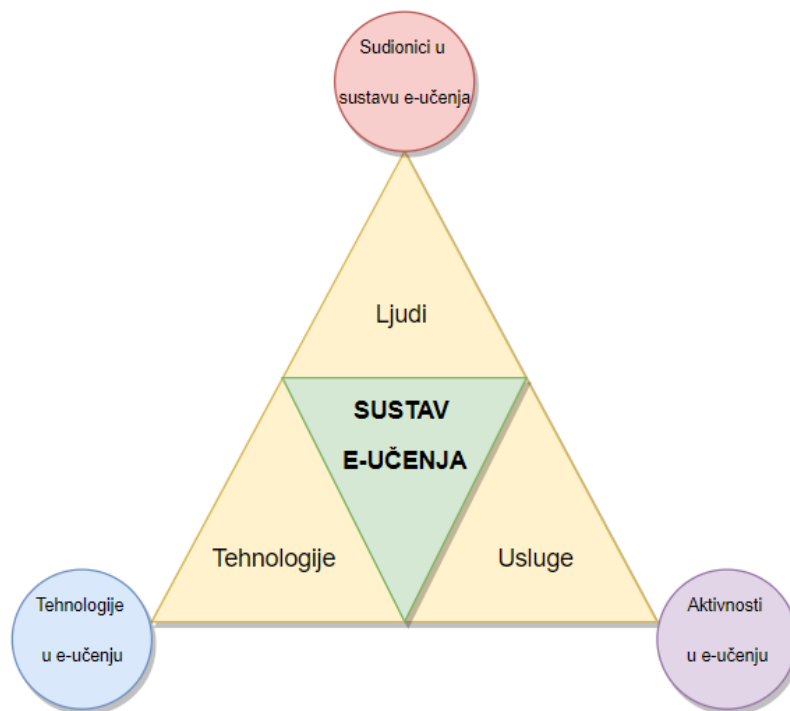 Sudionici u
sustavu e-učenja
Ljudi
SUSTAV
E-UČENJA
Tehnologije
Usluge
Tehnologije
u e-učenju
Aktivnosti
u e-učenju